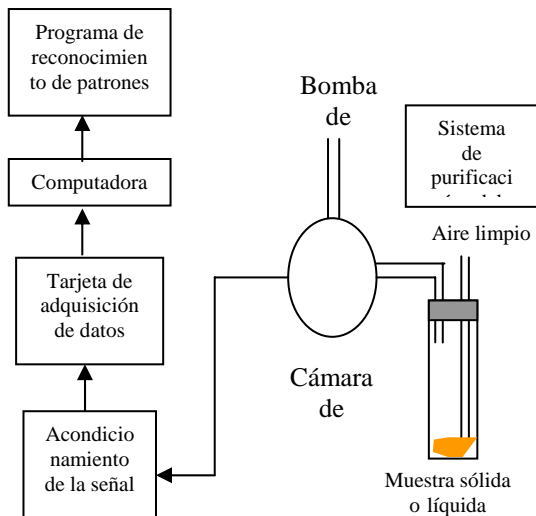 Programa de
reconocimien
to de patrones
Computadora
Tarjeta de
adquisición
de datos
Acondicio
namiento
de la señal
Bomba
de
Cámara
de
Sistema
de
purificaci
Aire limpio
Muestra sólida
o líquida